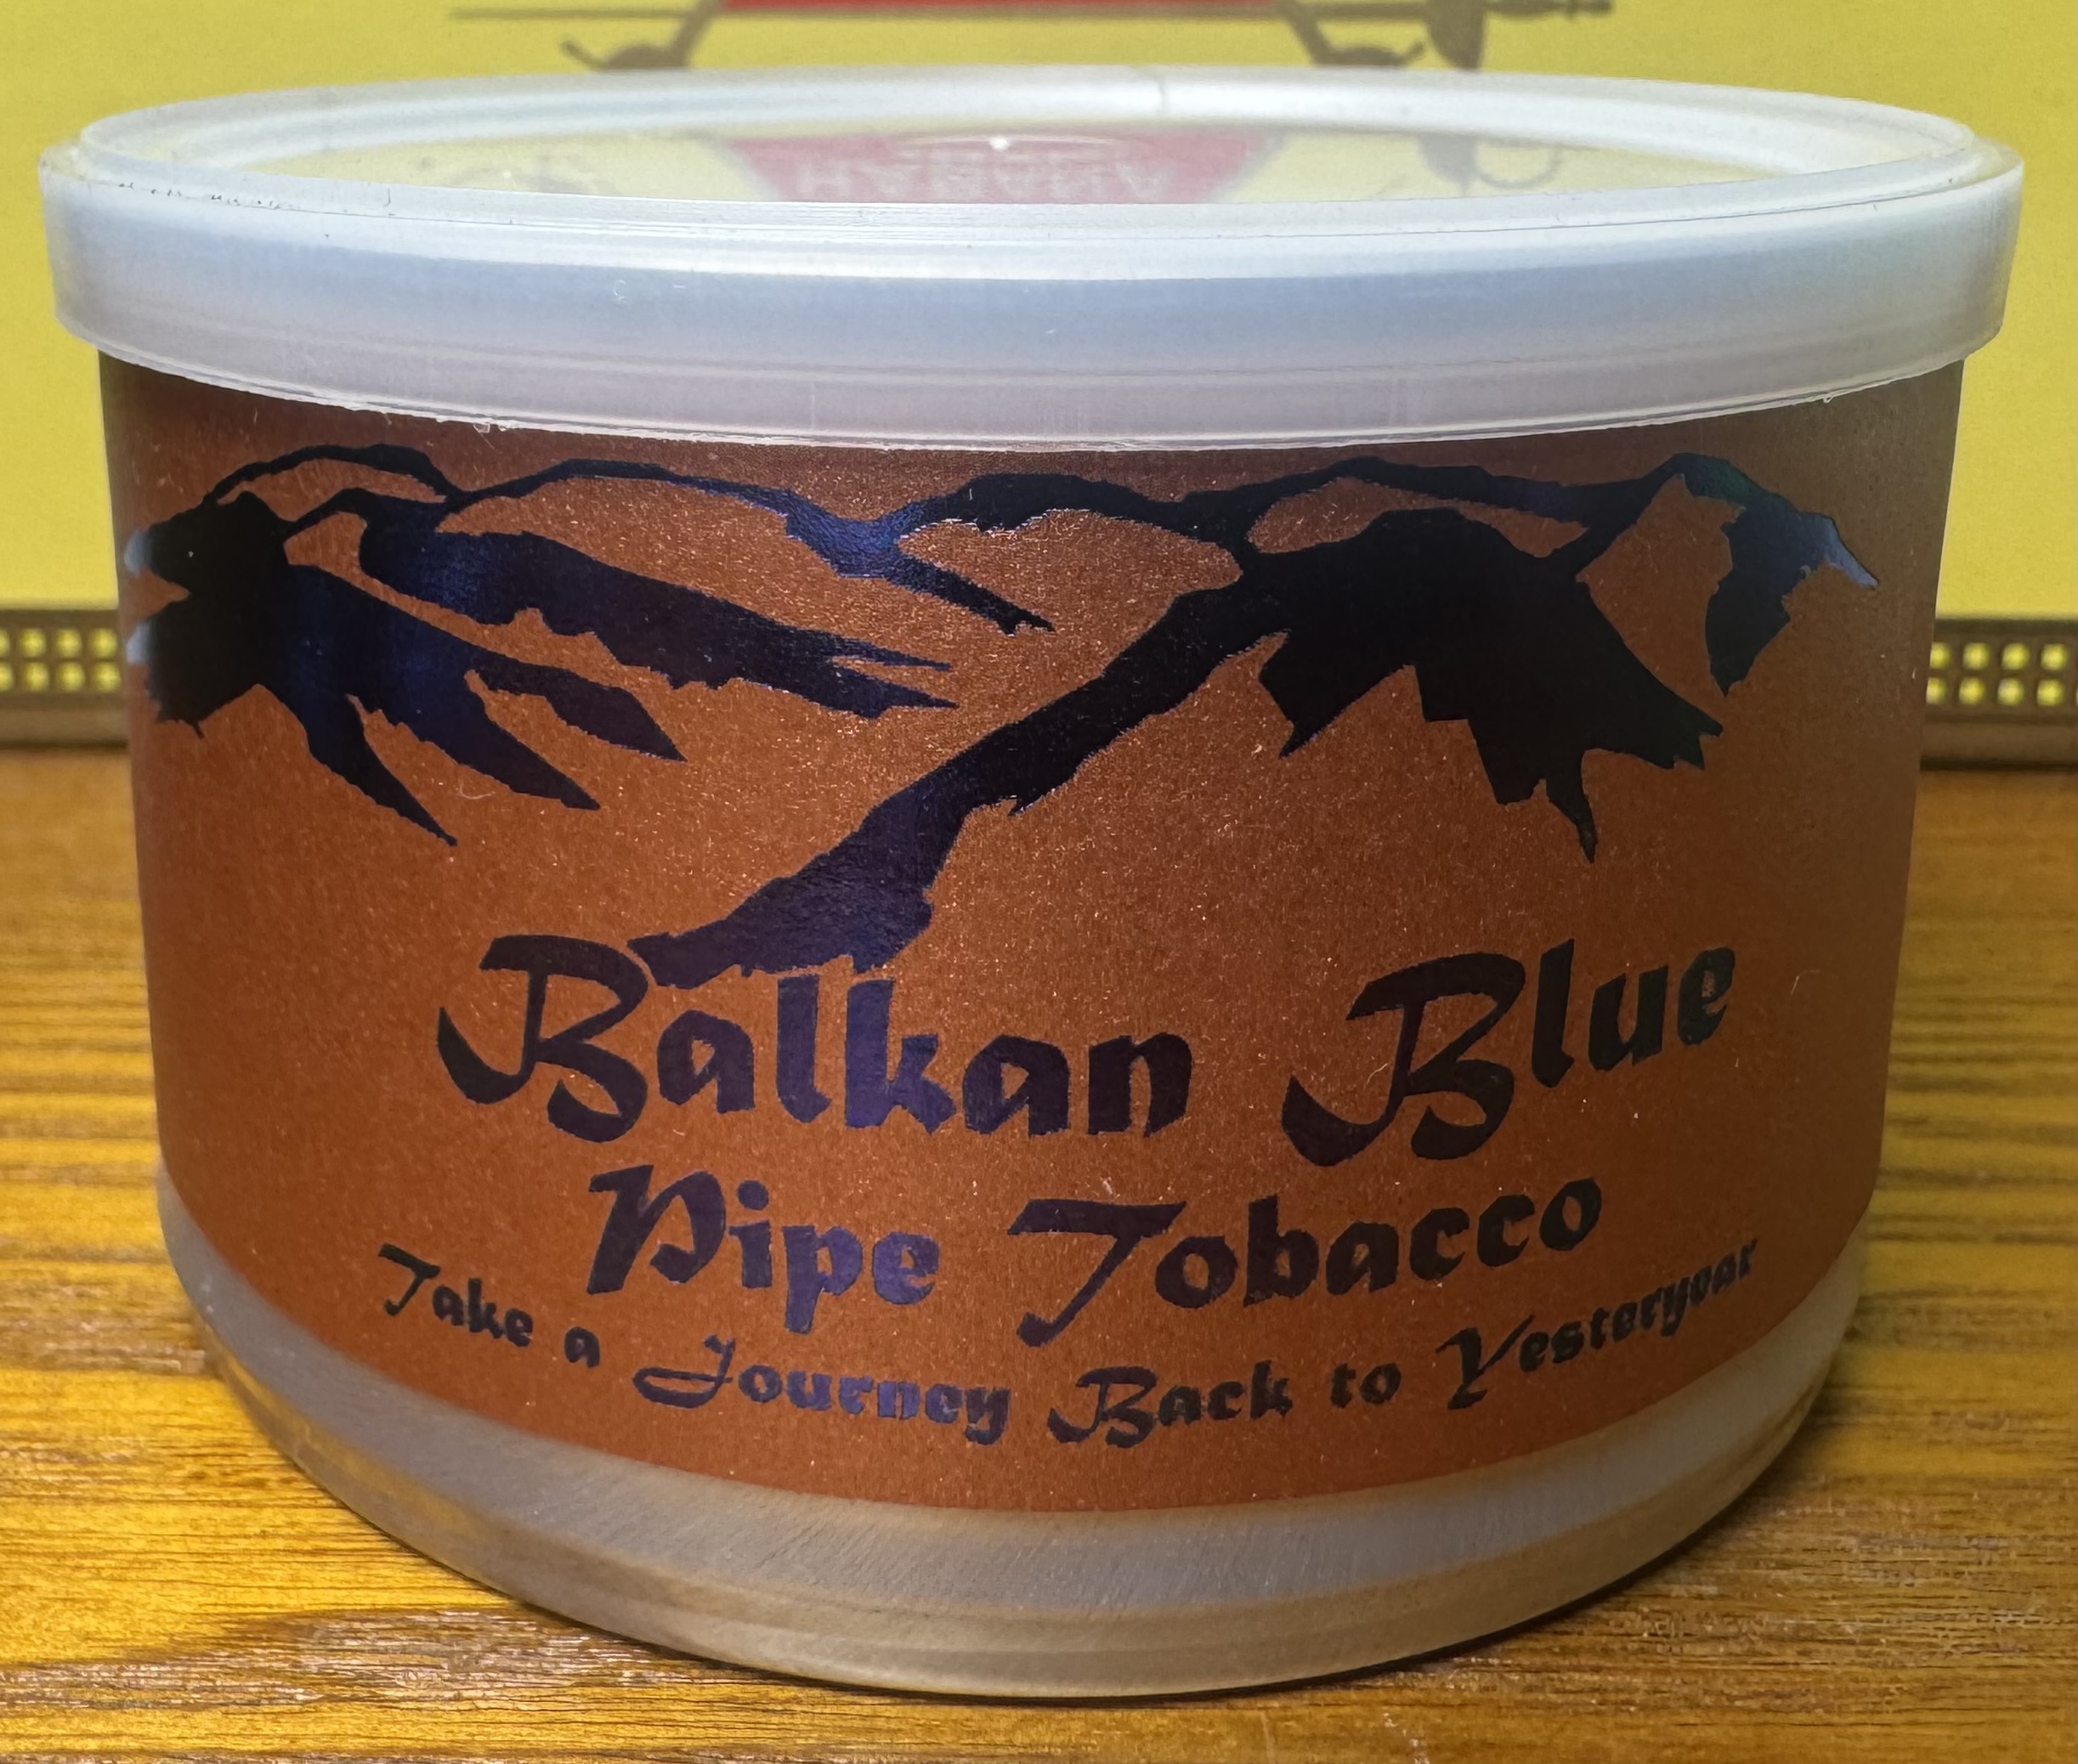 Balkan Blue
Pipe Tobacco
Take a Journey Back to Yesteryear